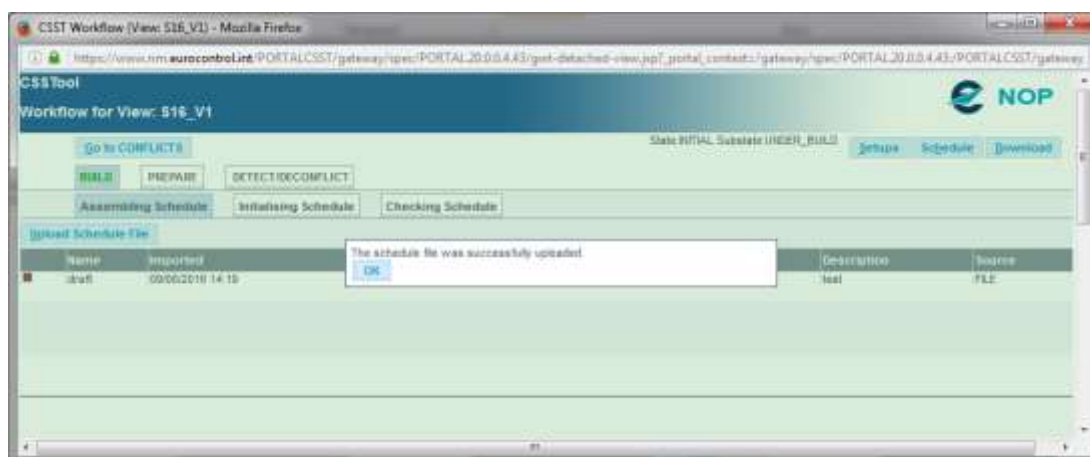 CSST Workflow (View: S16_V1) - Mozilla Firefox
https://www.nm.eurocontrol.int/PORTALCSST/gateway/spec/PORTAL.20.0.0.4.43/gwt-detached-view.jsp?_portal_context=/gateway/spec/PORTAL.20.0.0.4.43/PORTALCSST/gateway
CSSTool
NOP
Workflow for View: S16_V1
Go to CONFLICTS
State INITIAL Substate UNDER_BUILD
Setups
Schedule
Download
BUILD
PREPARE
DETECT/DECONFLICT
Assembling Schedule
Initialising Schedule
Checking Schedule
Upload Schedule File
The schedule file was successfully uploaded.
OK
Name
Imported
Description
Source
draft
09/06/2016 14:19
test
FILE